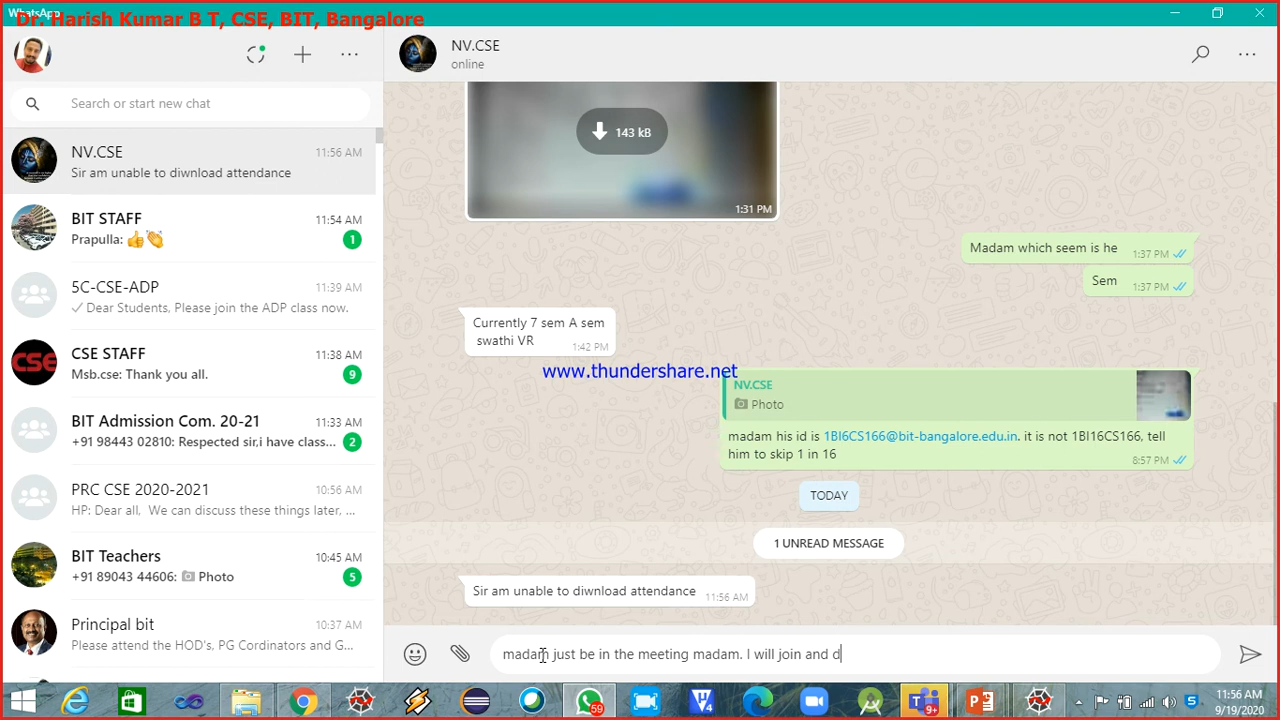 WhatsApp
Dr. Harish Kumar B T, CSE, BIT, Bangalore
Search or start new chat
NV.CSE
11:56 AM
Sir am unable to diwnload attendance
BIT STAFF
11:54 AM
Prapulla: 👍👏
1
5C-CSE-ADP
11:39 AM
✓ Dear Students, Please join the ADP class now.
CSE
CSE STAFF
11:38 AM
Msb.cse: Thank you all.
9
BIT Admission Com. 20-21
11:33 AM
+91 98443 02810: Respected sir,i have class...
2
PRC CSE 2020-2021
10:56 AM
HP: Dear all, We can discuss these things later, ...
BIT Teachers
10:45 AM
+91 89043 44606: Photo
5
Principal bit
10:37 AM
Please attend the HOD's, PG Cordinators and G...
NV.CSE
online
143 kB
1:31 PM
Madam which seem is he
1:37 PM
Sem
1:37 PM
Currently 7 sem A sem
swathi VR
1:42 PM
www.thundershare.net
NV.CSE
Photo
madam his id is 1BI6CS166@bit-bangalore.edu.in. it is not 1BI16CS166, tell
him to skip 1 in 16
8:57 PM
TODAY
1 UNREAD MESSAGE
Sir am unable to diwnload attendance
11:56 AM
madam just be in the meeting madam. I will join and d
59
9+
11:56 AM
9/19/2020